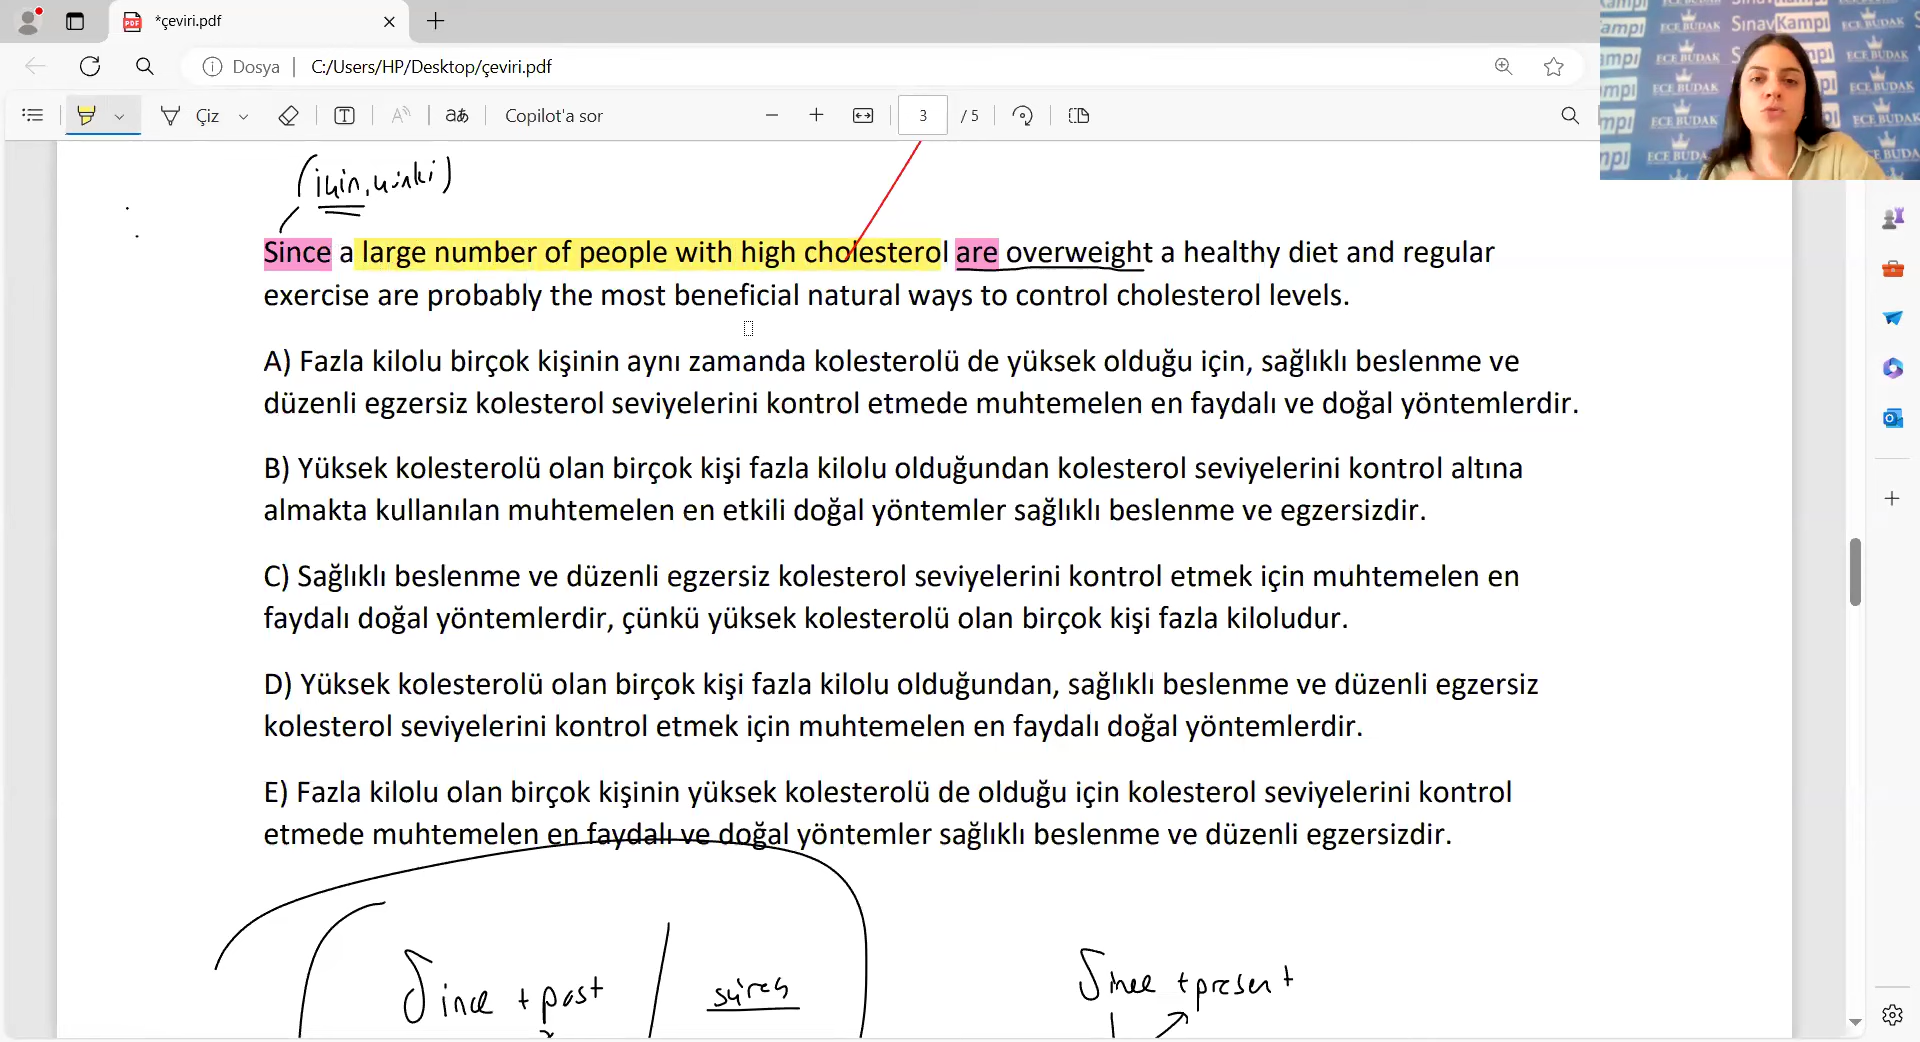 *çeviri.pdf
Dosya | C:/Users/HP/Desktop/çeviri.pdf
Çiz
aあ
Copilot'a sor
3 / 5
Sınav Kampı
ECE BUDAK
(için, çünkü)
Since a large number of people with high cholesterol are overweight a healthy diet and regular
exercise are probably the most beneficial natural ways to control cholesterol levels.
A) Fazla kilolu birçok kişinin aynı zamanda kolesterolü de yüksek olduğu için, sağlıklı beslenme ve
düzenli egzersiz kolesterol seviyelerini kontrol etmede muhtemelen en faydalı ve doğal yöntemlerdir.
B) Yüksek kolesterolü olan birçok kişi fazla kilolu olduğundan kolesterol seviyelerini kontrol altına
almakta kullanılan muhtemelen en etkili doğal yöntemler sağlıklı beslenme ve egzersizdir.
C) Sağlıklı beslenme ve düzenli egzersiz kolesterol seviyelerini kontrol etmek için muhtemelen en
faydalı doğal yöntemlerdir, çünkü yüksek kolesterolü olan birçok kişi fazla kiloludur.
D) Yüksek kolesterolü olan birçok kişi fazla kilolu olduğundan, sağlıklı beslenme ve düzenli egzersiz
kolesterol seviyelerini kontrol etmek için muhtemelen en faydalı doğal yöntemlerdir.
E) Fazla kilolu olan birçok kişinin yüksek kolesterolü de olduğu için kolesterol seviyelerini kontrol
etmede muhtemelen en faydalı ve doğal yöntemler sağlıklı beslenme ve düzenli egzersizdir.
Since + past
süreç
Since + present